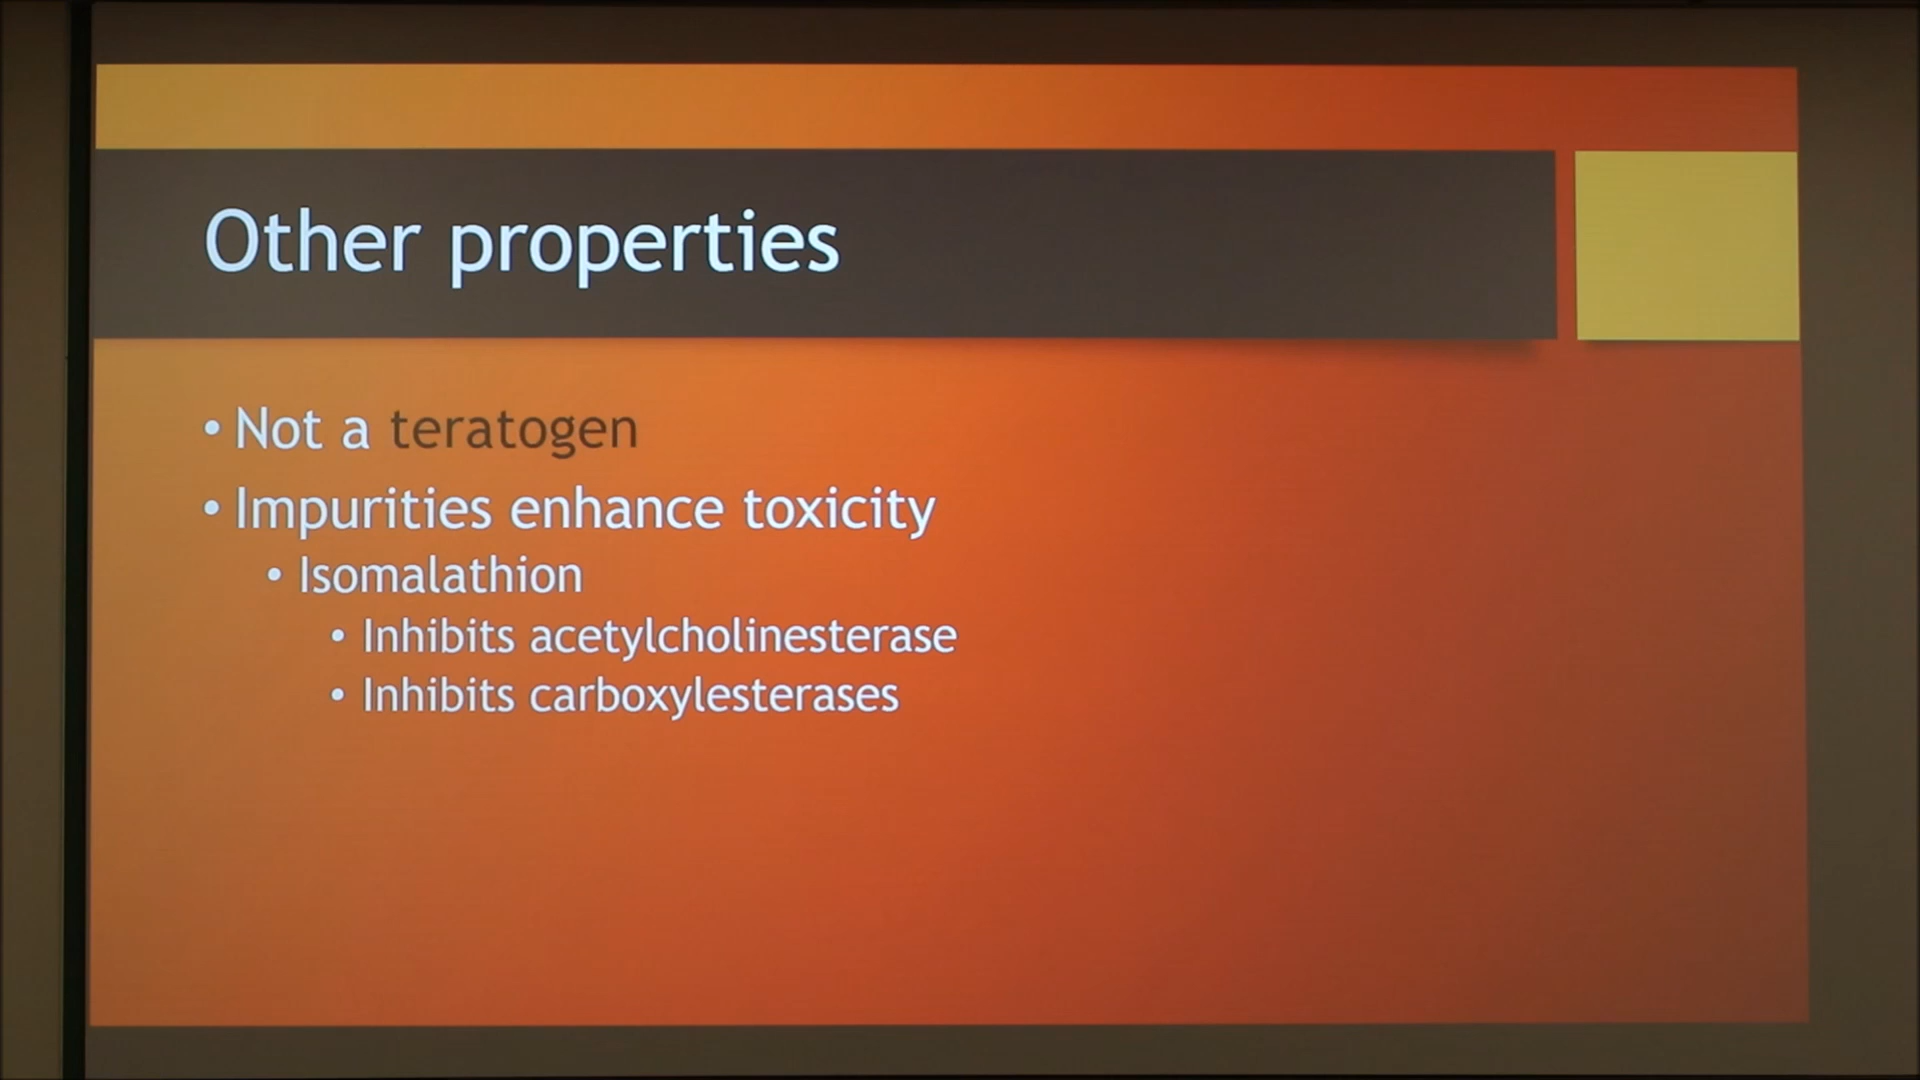 Other properties
• Not a teratogen
• Impurities enhance toxicity
• Isomalathion
• Inhibits acetylcholinesterase
• Inhibits carboxylesterases